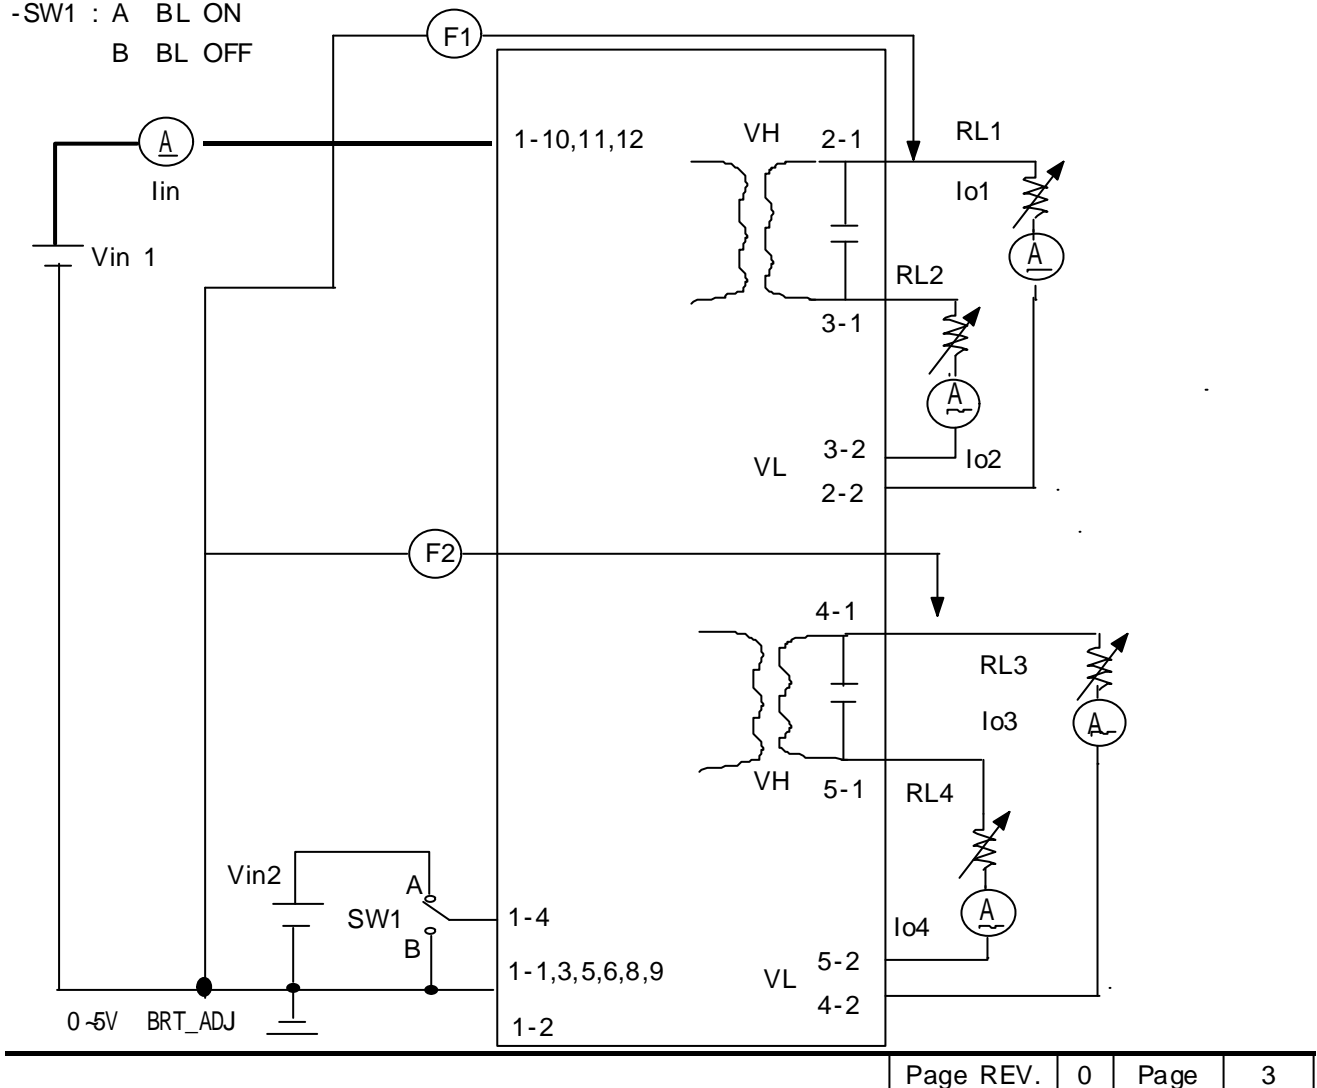 -SW1 : A BL ON
B BL OFF
F1
A
Iin
Vin 1
1-10,11,12
VH
2-1
RL1
Io1
A
RL2
3-1
A
3-2
Io2
VL
2-2
F2
4-1
RL3
Io3
A
VH
5-1
RL4
Vin2
A
SW1
B
1-4
A
Io4
1-1,3,5,6,8,9
VL
5-2
4-2
0~5V BRT_ADJ
1-2
Page REV. 0 Page 3